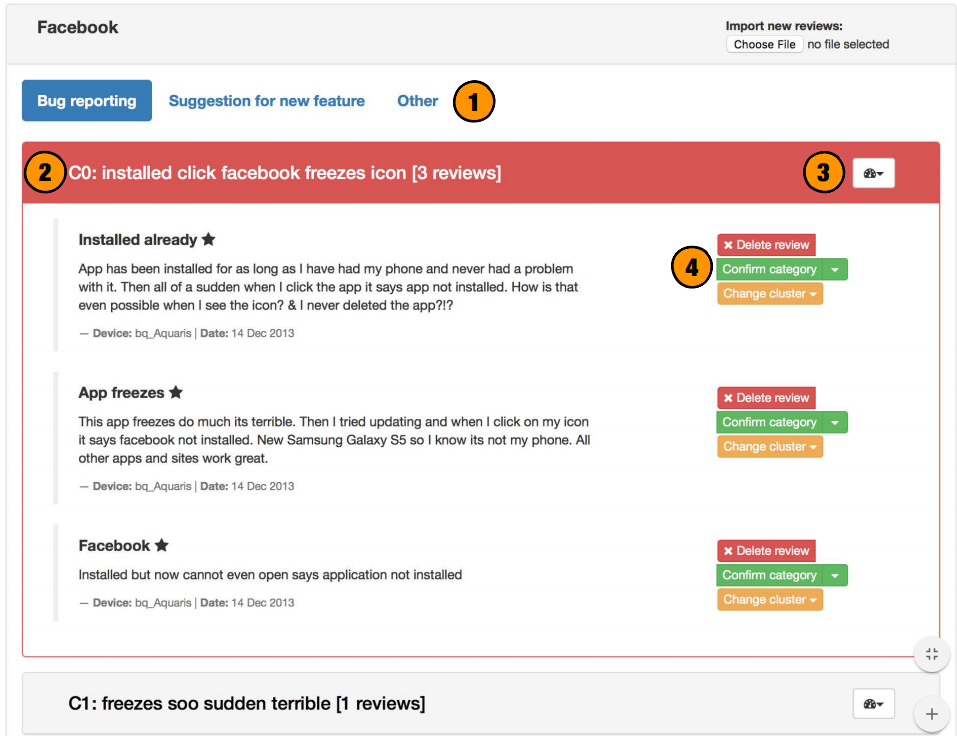 Facebook
Import new reviews:
Choose File no file selected
Bug reporting Suggestion for new feature Other 1
2 C0: installed click facebook freezes icon [3 reviews] 3
Installed already ★
✖ Delete review
App has been installed for as long as I have had my phone and never had a problem
4 Confirm category
with it. Then all of a sudden when I click the app it says app not installed. How is that
Change cluster
even possible when I see the icon? & I never deleted the app?!?
— Device: bq_Aquaris | Date: 14 Dec 2013
App freezes ★
✖ Delete review
This app freezes do much its terrible. Then I tried updating and when I click on my icon
Confirm category
it says facebook not installed. New Samsung Galaxy S5 so I know its not my phone. All
Change cluster
other apps and sites work great.
— Device: bq_Aquaris | Date: 14 Dec 2013
Facebook ★
✖ Delete review
Installed but now cannot even open says application not installed
Confirm category
— Device: bq_Aquaris | Date: 14 Dec 2013
Change cluster
C1: freezes soo sudden terrible [1 reviews]
+